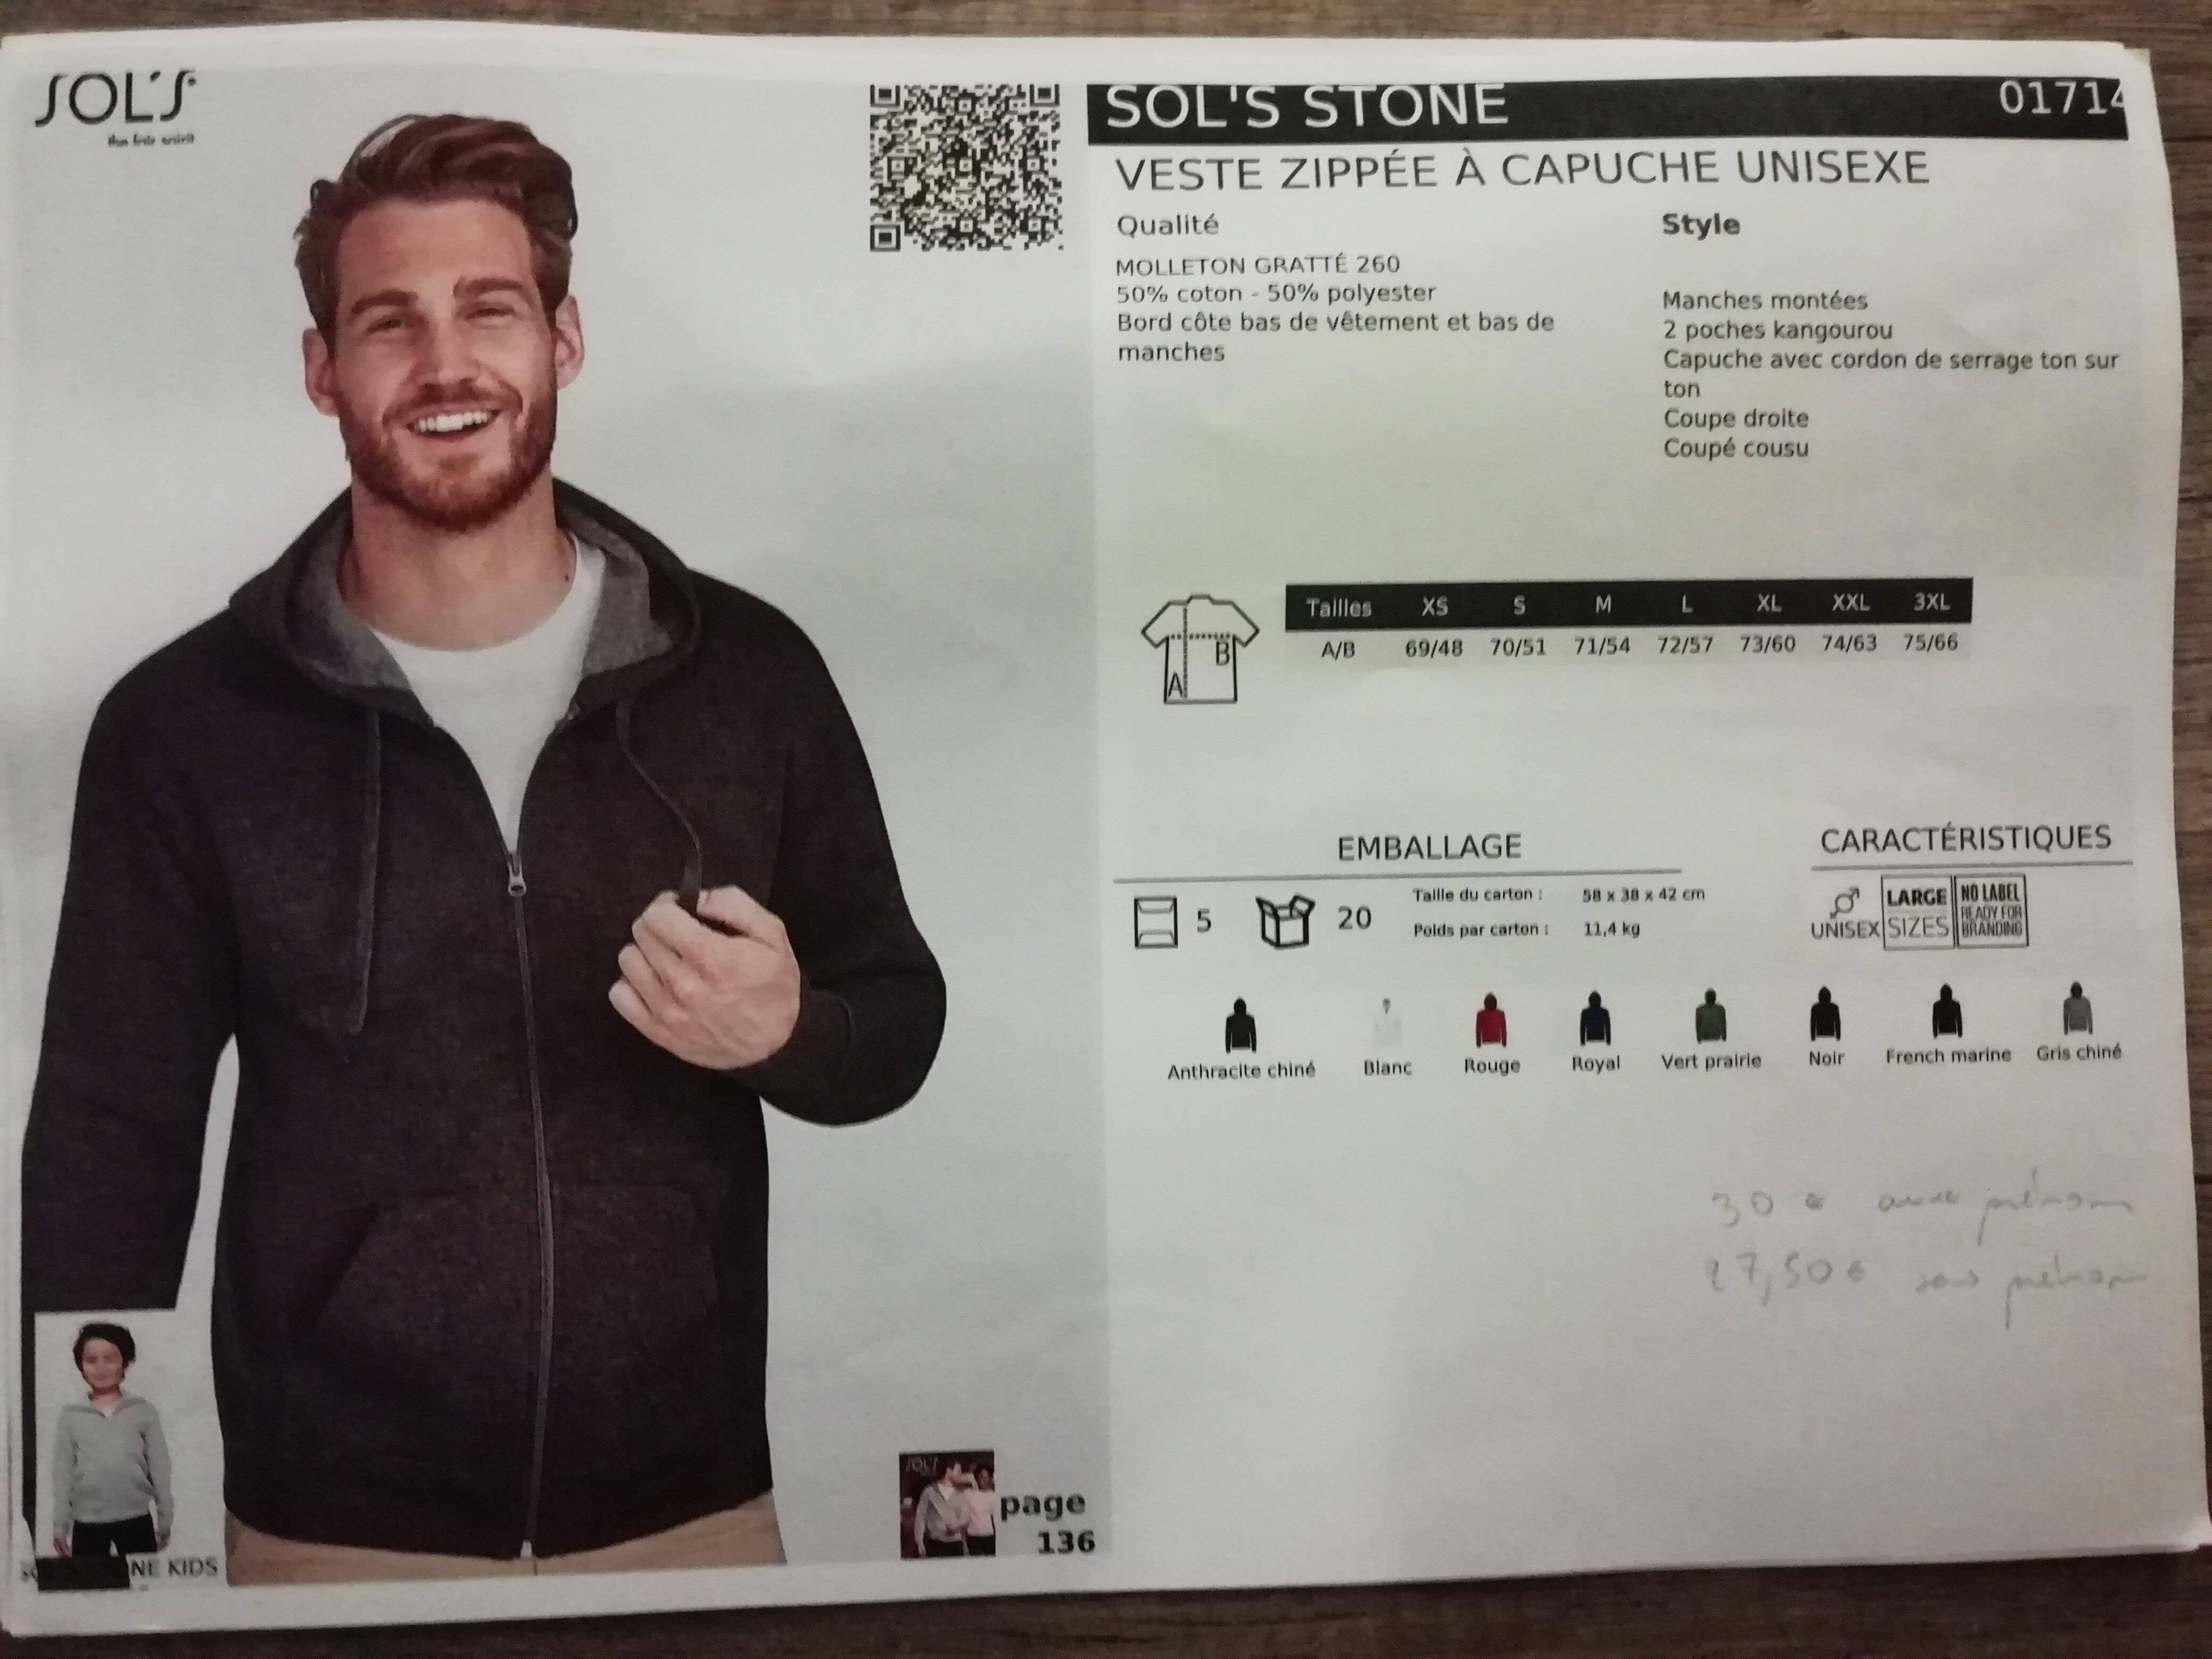 SOL'S
SOL'S STONE 01714
VESTE ZIPPÉE À CAPUCHE UNISEXE
Qualité
MOLLETON GRATTÉ 260
50% coton - 50% polyester
Bord côte bas de vêtement et bas de
manches
Style
Manches montées
2 poches kangourou
Capuche avec cordon de serrage ton sur
ton
Coupe droite
Coupé cousu
Tailles XS S M L XL XXL 3XL
A/B 69/48 70/51 71/54 72/57 73/60 74/63 75/66
B
A
EMBALLAGE
5 20
Taille du carton : 58 x 38 x 42 cm
Poids par carton : 11,4 kg
CARACTÉRISTIQUES
UNISEX
LARGE
SIZES
NO LABEL
READY FOR
BRANDING
Anthracite chiné Blanc Rouge Royal Vert prairie Noir French marine Gris chiné
30 € avec prénom
27,50€ sans prénom
SOL'S
page
136
NE KIDS